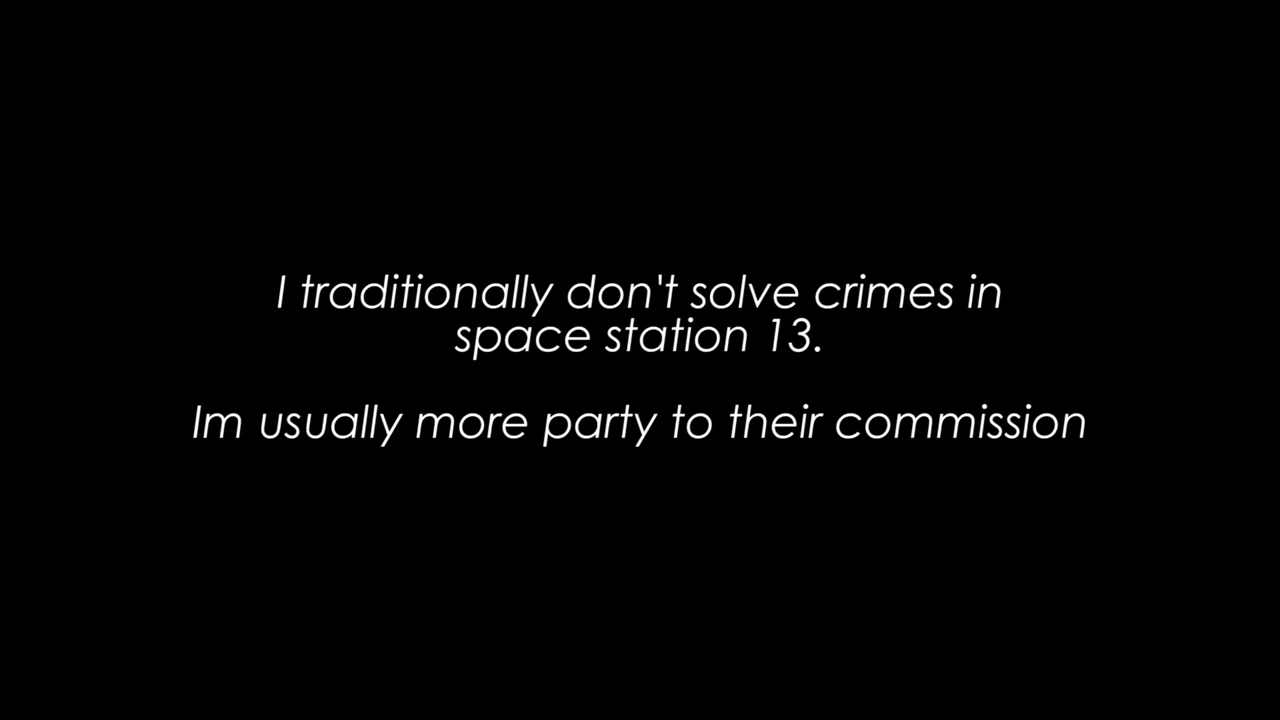 I traditionally don't solve crimes in
space station 13.
Im usually more party to their commission